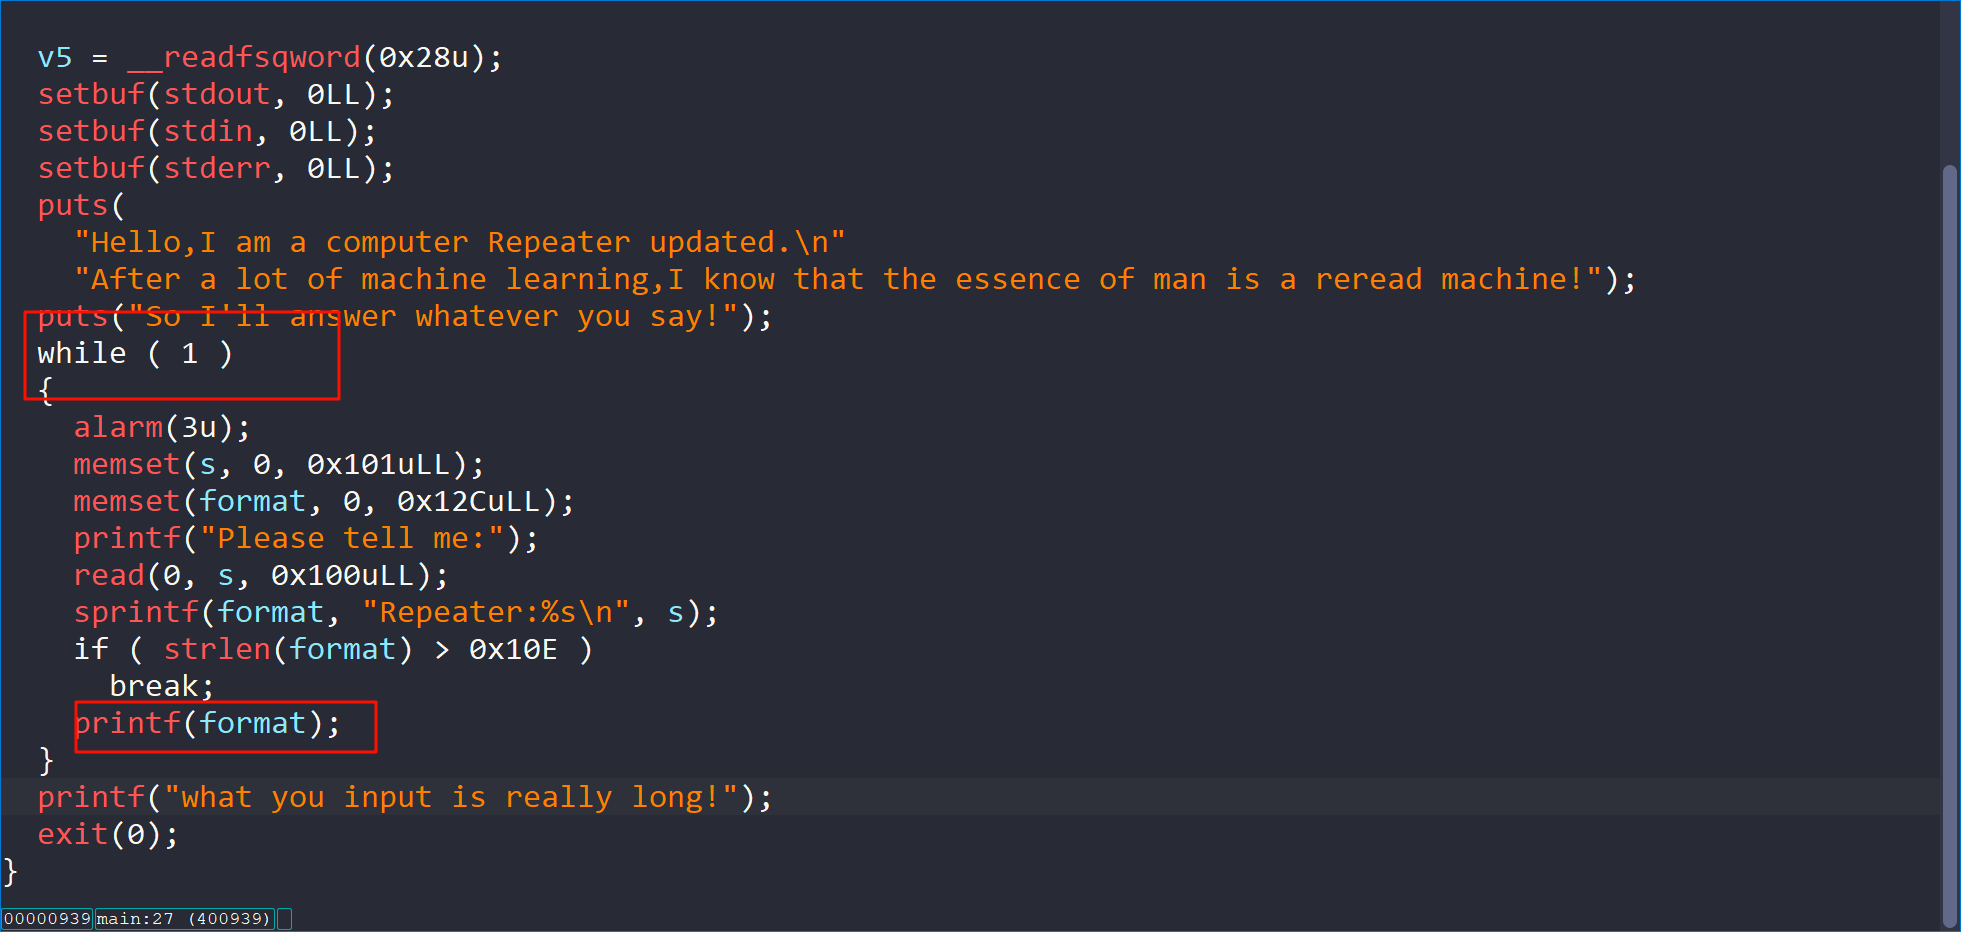 v5 = __readfsqword(0x28u);
setbuf(stdout, 0LL);
setbuf(stdin, 0LL);
setbuf(stderr, 0LL);
puts(
"Hello,I am a computer Repeater updated.\n"
"After a lot of machine learning,I know that the essence of man is a reread machine!");
puts("So I'll answer whatever you say!");
while ( 1 )
{
alarm(3u);
memset(s, 0, 0x101uLL);
memset(format, 0, 0x12CuLL);
printf("Please tell me:");
read(0, s, 0x100uLL);
sprintf(format, "Repeater:%s\n", s);
if ( strlen(format) > 0x10E )
break;
printf(format);
}
printf("what you input is really long!");
exit(0);
}
00000939 main:27 (400939)